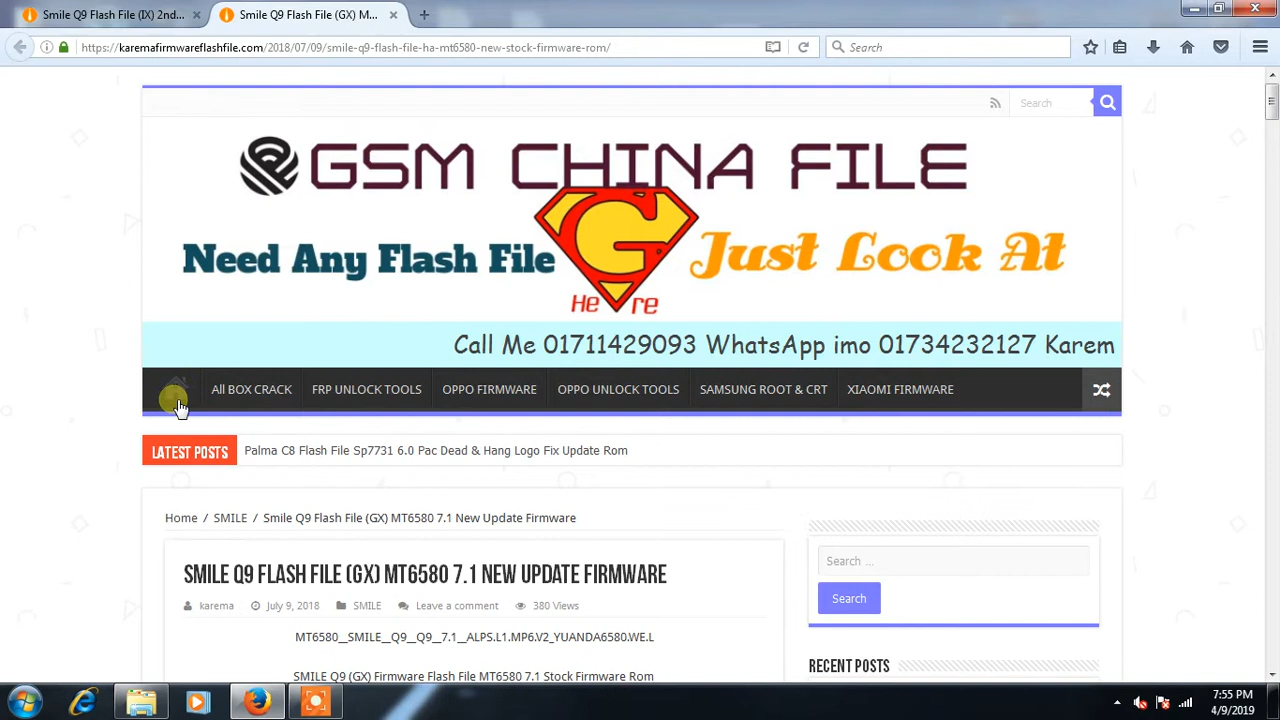 Smile Q9 Flash File (IX) 2nd...
Smile Q9 Flash File (GX) M...
https://karemafirmwareflashfile.com/2018/07/09/smile-q9-flash-file-ha-mt6580-new-stock-firmware-rom/
Search
Search
GSM CHINA FILE
Need Any Flash File G Just Look At
He re
Call Me 01711429093 WhatsApp imo 01734232127 Karem
All BOX CRACK
FRP UNLOCK TOOLS
OPPO FIRMWARE
OPPO UNLOCK TOOLS
SAMSUNG ROOT & CRT
XIAOMI FIRMWARE
LATEST POSTS
Palma C8 Flash File Sp7731 6.0 Pac Dead & Hang Logo Fix Update Rom
Home / SMILE / Smile Q9 Flash File (GX) MT6580 7.1 New Update Firmware
SMILE Q9 FLASH FILE (GX) MT6580 7.1 NEW UPDATE FIRMWARE
karema July 9, 2018 SMILE Leave a comment 380 Views
MT6580__SMILE__Q9__Q9__7.1__ALPS.L1.MP6.V2_YUANDA6580.WE.L
SMILE Q9 (GX) Firmware Flash File MT6580 7.1 Stock Firmware Rom
Search ...
Search
RECENT POSTS
7:55 PM
4/9/2019